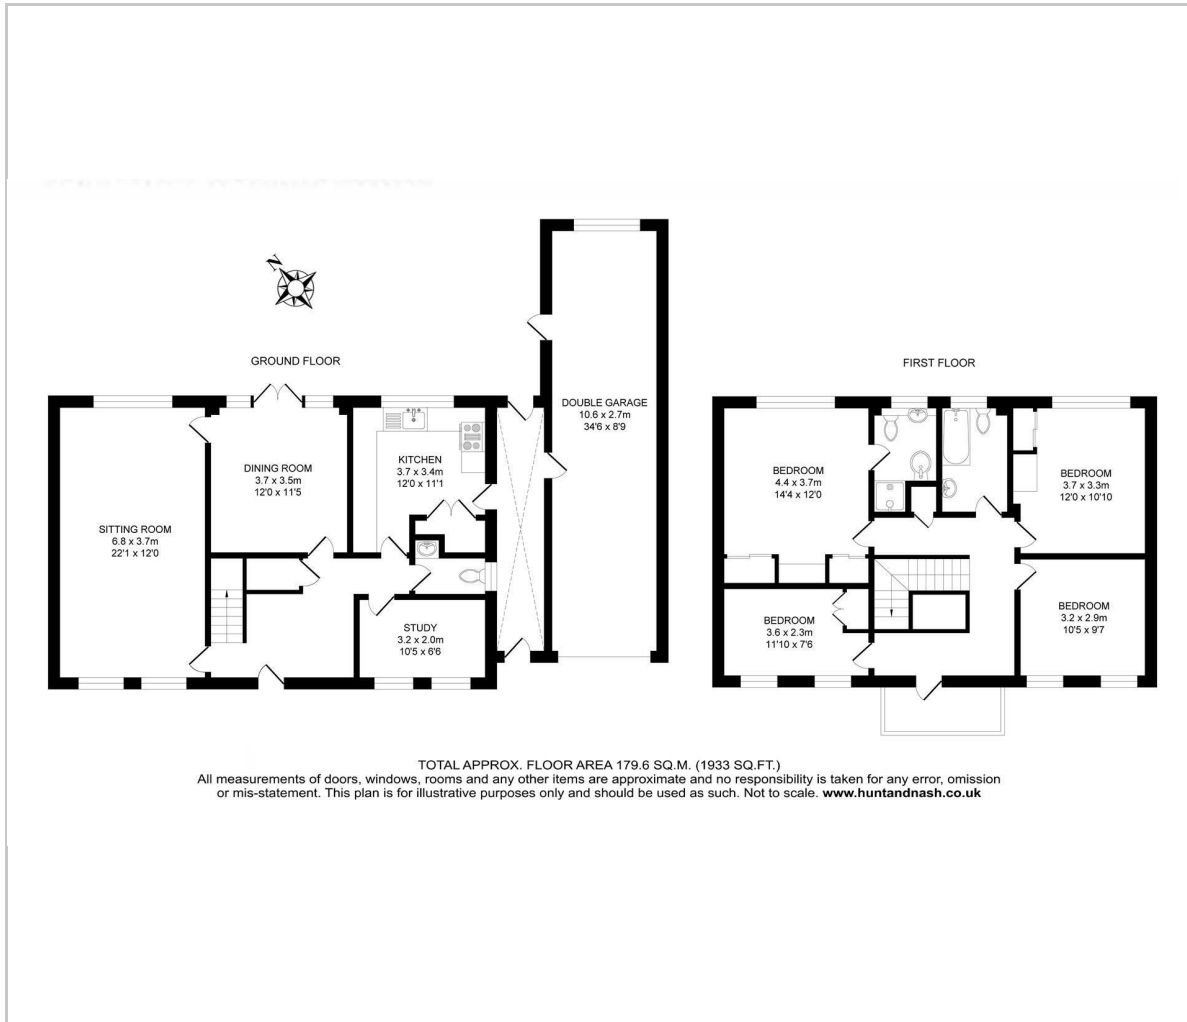 N
GROUND FLOOR
FIRST FLOOR
DOUBLE GARAGE
10.6 x 2.7m
34'6 x 8'9
KITCHEN
3.7 x 3.4m
12'0 x 11'1
DINING ROOM
3.7 x 3.5m
12'0 x 11'5
SITTING ROOM
6.8 x 3.7m
22'1 x 12'0
STUDY
3.2 x 2.0m
10'5 x 6'6
BEDROOM
4.4 x 3.7m
14'4 x 12'0
BEDROOM
3.7 x 3.3m
12'0 x 10'10
BEDROOM
3.6 x 2.3m
11'10 x 7'6
BEDROOM
3.2 x 2.9m
10'5 x 9'7
TOTAL APPROX. FLOOR AREA 179.6 SQ.M. (1933 SQ.FT.)
All measurements of doors, windows, rooms and any other items are approximate and no responsibility is taken for any error, omission
or mis-statement. This plan is for illustrative purposes only and should be used as such. Not to scale. www.huntandnash.co.uk